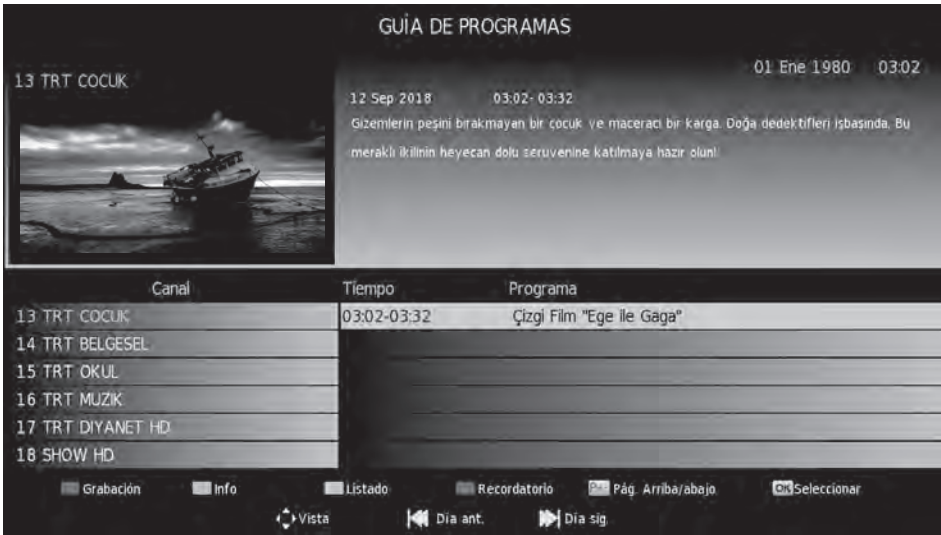 GUİA DE PROGRAMAS
01 Ene 1980 03:02
13 TRT COCUK
12 Sep 2018 03:02- 03:32
Gizemlerin peşini bırakmayan bir cocuk ve maceracı bir karga. Doğa dedektifleri işbaşında. Bu
meraklı ikilinin heyecan dolu seruvenine katılmaya hazır olun!
Canal Tiempo Programa
13 TRT COCUK 03:02-03:32 Çizgi Film "Ege ile Gaga"
14 TRT BELGESEL
15 TRT OKUL
16 TRT MUZIK
17 TRT DIYANET HD
18 SHOW HD
Grabación Info Listado Recordatorio Pág. Arriba/abajo OK Seleccionar
Vista Dia ant. Dia sig.